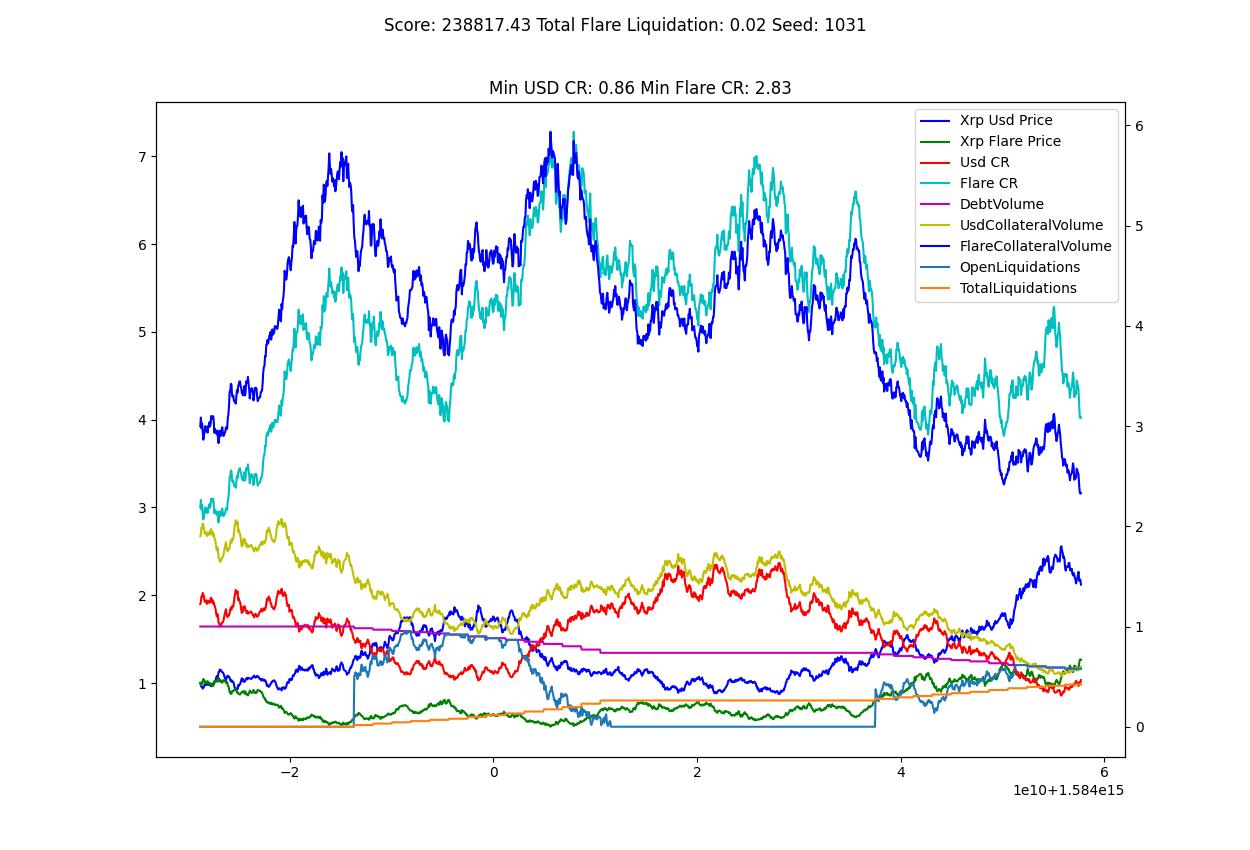 Score: 238817.43 Total Flare Liquidation: 0.02 Seed: 1031
Min USD CR: 0.86 Min Flare CR: 2.83
Xrp Usd Price
Xrp Flare Price
Usd CR
Flare CR
DebtVolume
UsdCollateralVolume
FlareCollateralVolume
OpenLiquidations
TotalLiquidations
7
6
5
4
3
2
1
6
5
4
3
2
1
0
−2
0
2
4
6
1e10+1.584e15